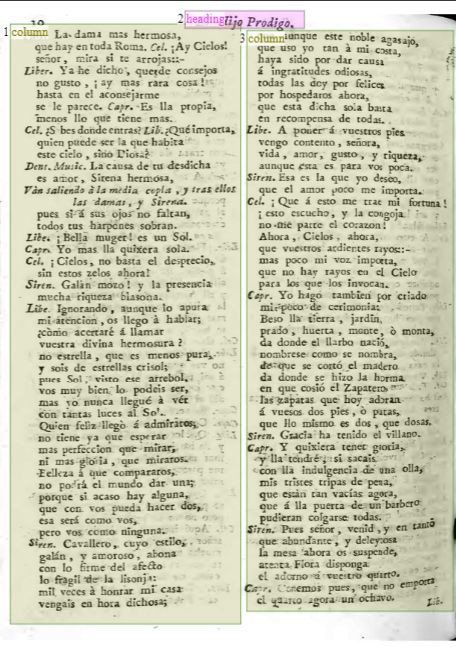 Hijo Prodigo.
La dama mas hermosa,
que hay en toda Roma. Cel. ¡Ay Cielos!
señor, mira si te arrojas::-
Liber. Ya he dicho, que de consejos
no gusto, ¡ay mas rara cosa!
hasta en el aconsejarme
se le parece. Capr. Es lla propia,
menos llo que tiene mas.
Cel. ¿S bes donde entras? Lib. ¿Qué importa,
quien puede ser la que habita
este cielo, sino Diosa?
Dent. Music. La causa de tu desdicha
es amor, Sirena hermosa,
Van saliendo à la media copla, y tras ellos
las damas, y Sirena.
pues si á sus ojos no faltan,
todos tus harpones sobran.
Libe. ¡Bella muger! es un Sol.
Capr. Yo mas lla quixera sola.
Cel. ¡Cielos, no basta el desprecio,
sin estos zelos ahora!
Siren. Galán mozo! y la presencia
mucha riqueza blasona.
Libe. Ignorando, aunque lo apura
mi atencion, os llego à hablar;
¿cómo acertaré á llamar
vuestra divina hermosura?
no estrella, que es menos pura,
y sois de estrellas crisol;
pues Sol, visto ese arrebol,
vos muy bien lo podeis ser,
mas yo nunca llegué à vér
con tantas luces al Sol.
Quien feliz llegó á admiraros,
no tiene ya que esperar
mas perfeccion que mirar,
ni mas gloria, que miraros.
Belleza á que compararos,
no podrá el mundo dar una;
porque si acaso hay alguna,
que con vos pueda hacer dos,
esa será como vos,
pero vos como ninguna.
Siren. Cavallero, cuyo estilo,
galán, y amoroso, abona
con lo firme del afecto
lo fragil de la lisonja:
mil veces à honrar mi casa
vengais en hora dichosa;
aunque este noble agasajo,
que uso yo tan à mi costa,
haya sido por dar causa
á ingratitudes odiosas,
todas las doy por felices
por hospedaros ahora,
que esta dicha sola basta
en recompensa de todas.
Libe. A poner á vuestros pies
vengo contento, señora,
vida, amor, gusto, y riqueza,
aunque esta es para vos poca.
Siren. Esa es la que yo deseo,
que el amor poco me importa.
Cel. ¡Que á esto me trae mi fortuna!
¡esto escucho, y la congoja
no me parte el corazon!
Ahora, Cielos, ahora,
que vuestros ardientes rayos::-
mas poco mi voz importa,
que no hay rayos en el Cielo
para los que los invocan.
Capr. Yo hago tambien por criado
mi poco de cerimonia:
Beso lla tierra, jardin,
prado, huerta, monte, ò monta,
da donde el llarbo nació,
nombrese como se nombra,
desque se cortó el madero
da donde se hizo la horma
en que cosió el Zapatero
las zapatas que hoy adoran
á vuesos dos pies, ò patas,
que llo mismo es dos, que dosas.
Siren. Gracia ha tenido el villano.
Capr. Y quixiera tener gloria,
y lla tendré, si sacais
con lla indulgencia de una olla,
mis tristes tripas de pena,
que están tan vacías agora,
que á lla puerta de un barbero
pudieran colgarse todas.
Siren. Pues señor, venid, y en tanto
que abundante, y deleytosa
la mesa ahora os suspende,
atenta Flora disponga
el adorno á vuestro quarto.
Capr. Cenemos pues, que no emporta
el quarto agora un ochavo. Lib.